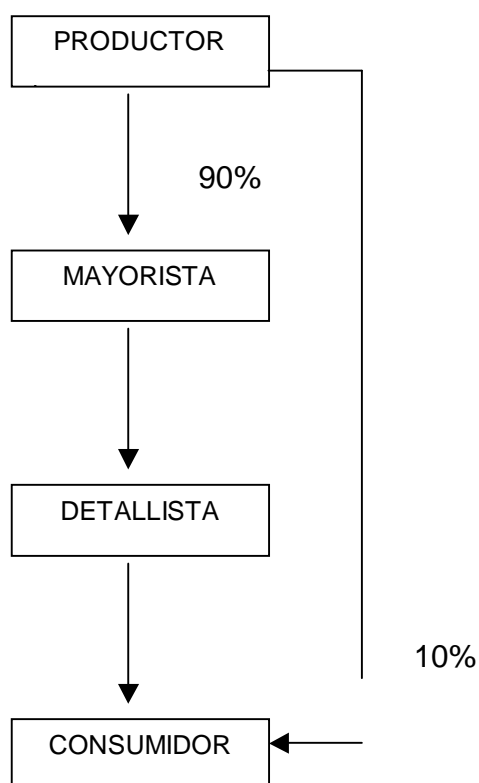 PRODUCTOR
90%
MAYORISTA
DETALLISTA
10%
CONSUMIDOR